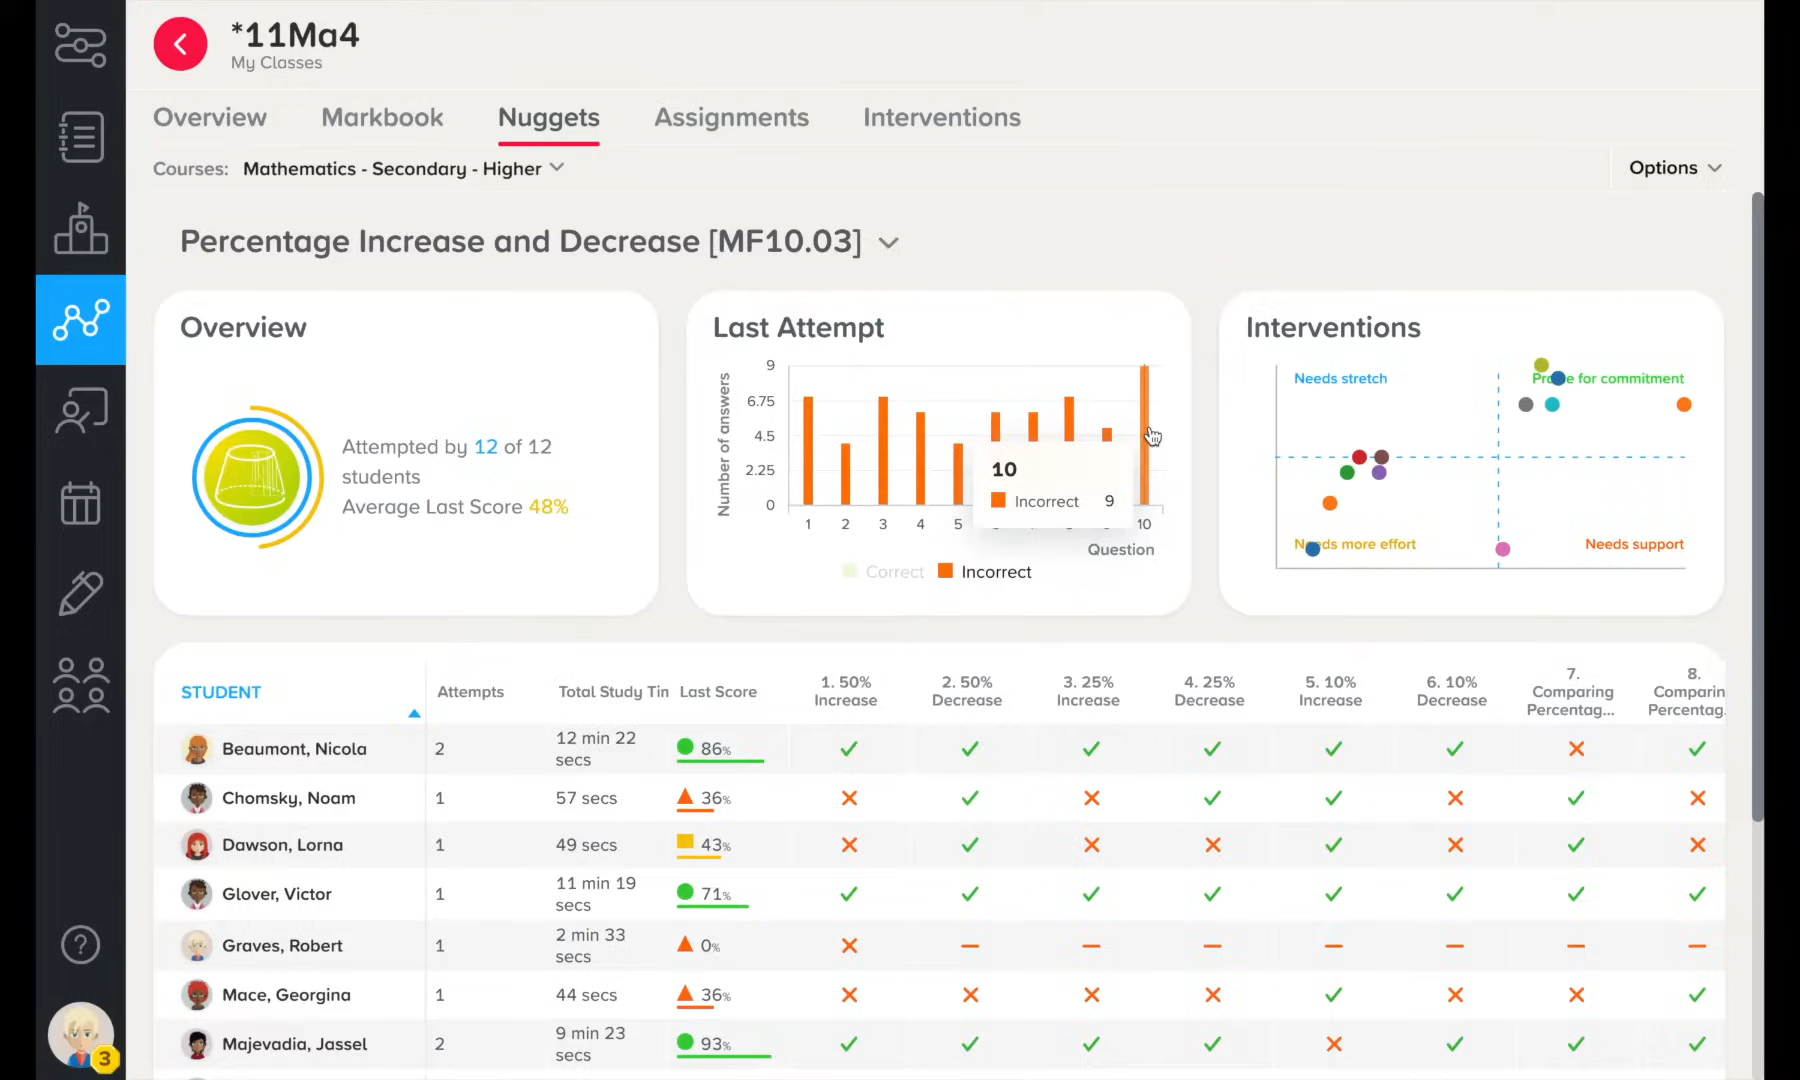 *11Ma4
My Classes
Overview Markbook Nuggets Assignments Interventions
Courses: Mathematics - Secondary - Higher
Options
Percentage Increase and Decrease [MF10.03]
Overview
Attempted by 12 of 12
students
Average Last Score 48%
Last Attempt
Number of answers
9
6.75
4.5
2.25
0
1 2 3 4 5 10
10
Incorrect 9
Question
Correct Incorrect
Interventions
Needs stretch
for commitment
more effort
Needs support
STUDENT
Attempts
Total Study Tin
Last Score
1. 50%
Increase
2. 50%
Decrease
3. 25%
Increase
4. 25%
Decrease
5. 10%
Increase
6. 10%
Decrease
7.
Comparing
Percentag...
8.
Comparin
Percentag.
Beaumont, Nicola 2 12 min 22
secs 86%
Chomsky, Noam 1 57 secs 36%
Dawson, Lorna 1 49 secs 43%
Glover, Victor 1 11 min 19
secs 71%
Graves, Robert 1 2 min 33
secs 0%
Mace, Georgina 1 44 secs 36%
Majevadia, Jassel 2 9 min 23
secs 93%
3